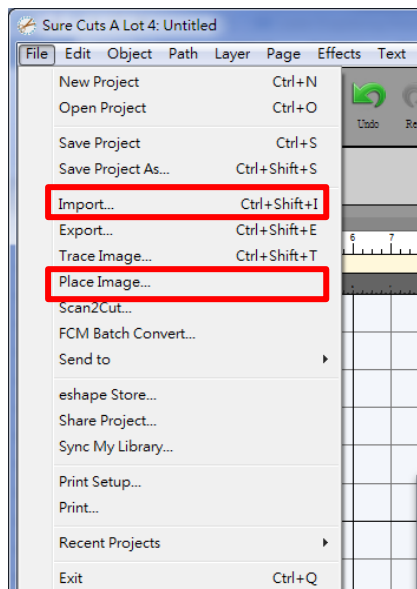 Sure Cuts A Lot 4: Untitled
File Edit Object Path Layer Page Effects Text
New Project Ctrl+N
Open Project Ctrl+O
Undo
Save Project Ctrl+S
Save Project As... Ctrl+Shift+S
Import... Ctrl+Shift+I
Export... Ctrl+Shift+E
6 7
Trace Image... Ctrl+Shift+T
Place Image...
Scan2Cut...
FCM Batch Convert...
Send to
eshape Store...
Share Project...
Sync My Library...
Print Setup...
Print...
Recent Projects
Exit Ctrl+Q